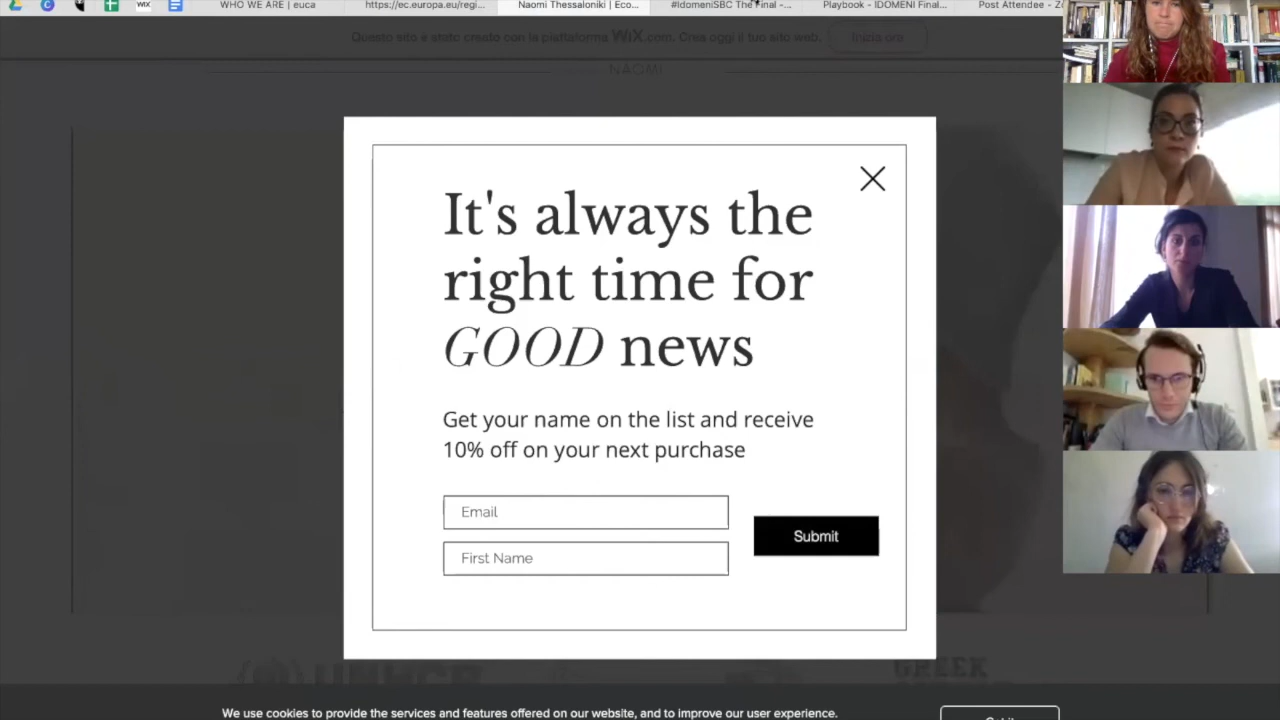 WHO WE ARE | euca
https://ec.europa.eu/regi...
Naomi Thessaloniki | Eco...
#IdomeniSBC The Final -...
Playbook - IDOMENI Final...
Post Attendee - Zo
WiX
Questo sito è stato creato con la piattaforma WiX.com. Crea oggi il tuo sito web.
Inizia ora
NAOMI
It's always the
right time for
GOOD news
Get your name on the list and receive
10% off on your next purchase
Email
First Name
Submit
UNHCR
GREEK
We use cookies to provide the services and features offered on our website, and to improve our user experience.